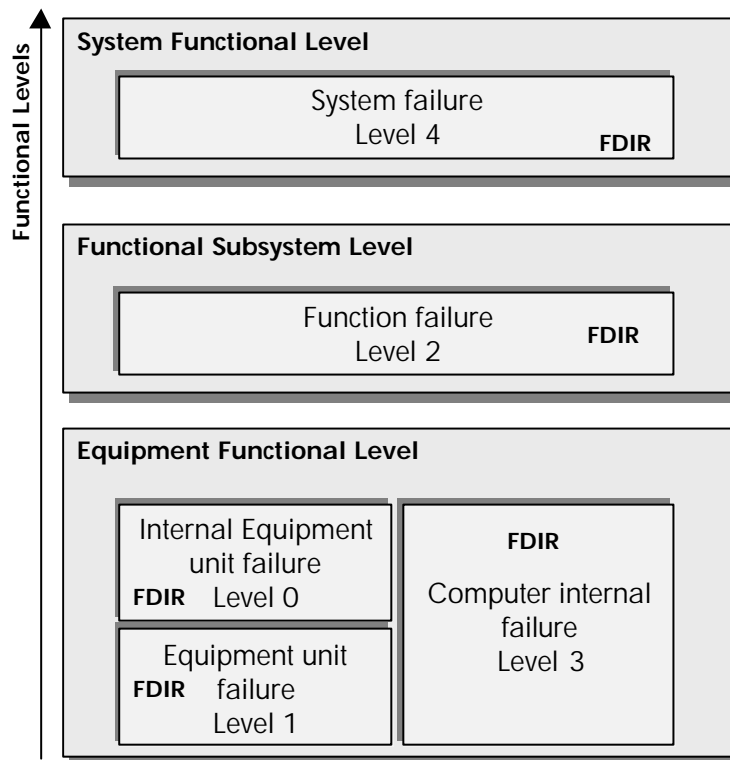 Functional Levels
System Functional Level
System failure
Level 4
FDIR
Functional Subsystem Level
Function failure
Level 2
FDIR
Equipment Functional Level
Internal Equipment
unit failure
FDIR Level 0
Equipment unit
FDIR failure
Level 1
FDIR
Computer internal
failure
Level 3